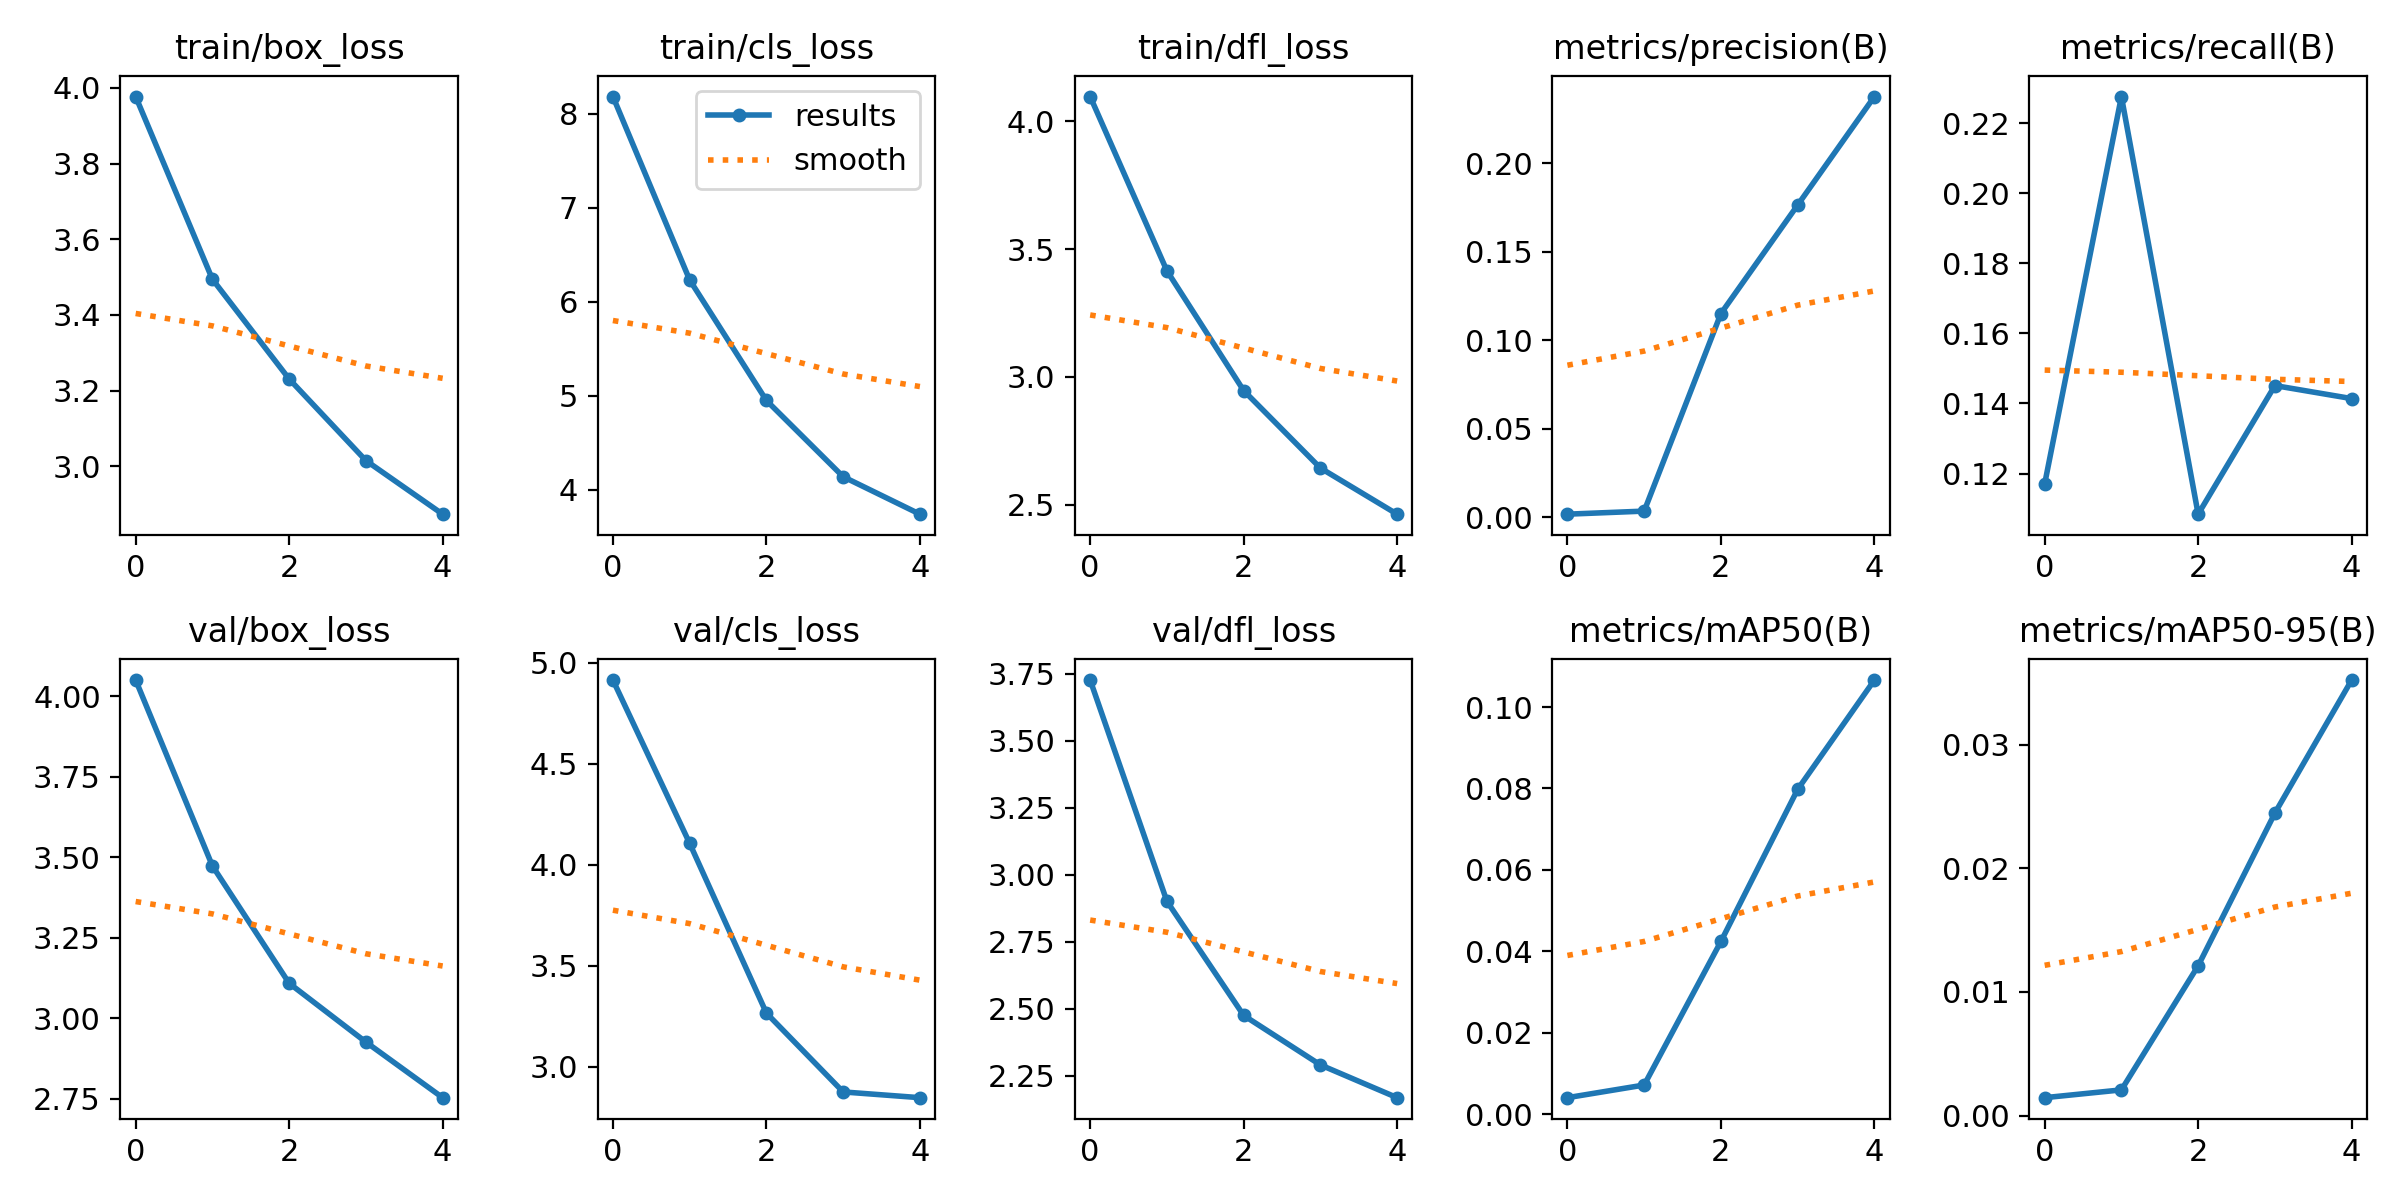 train/box_loss
4.0
3.8
3.6
3.4
3.2
3.0
0 2 4
train/cls_loss
results
smooth
8
7
6
5
4
0 2 4
train/dfl_loss
4.0
3.5
3.0
2.5
0 2 4
metrics/precision(B)
0.20
0.15
0.10
0.05
0.00
0 2 4
metrics/recall(B)
0.22
0.20
0.18
0.16
0.14
0.12
0 2 4
val/box_loss
4.00
3.75
3.50
3.25
3.00
2.75
0 2 4
val/cls_loss
5.0
4.5
4.0
3.5
3.0
0 2 4
val/dfl_loss
3.75
3.50
3.25
3.00
2.75
2.50
2.25
0 2 4
metrics/mAP50(B)
0.10
0.08
0.06
0.04
0.02
0.00
0 2 4
metrics/mAP50-95(B)
0.03
0.02
0.01
0.00
0 2 4